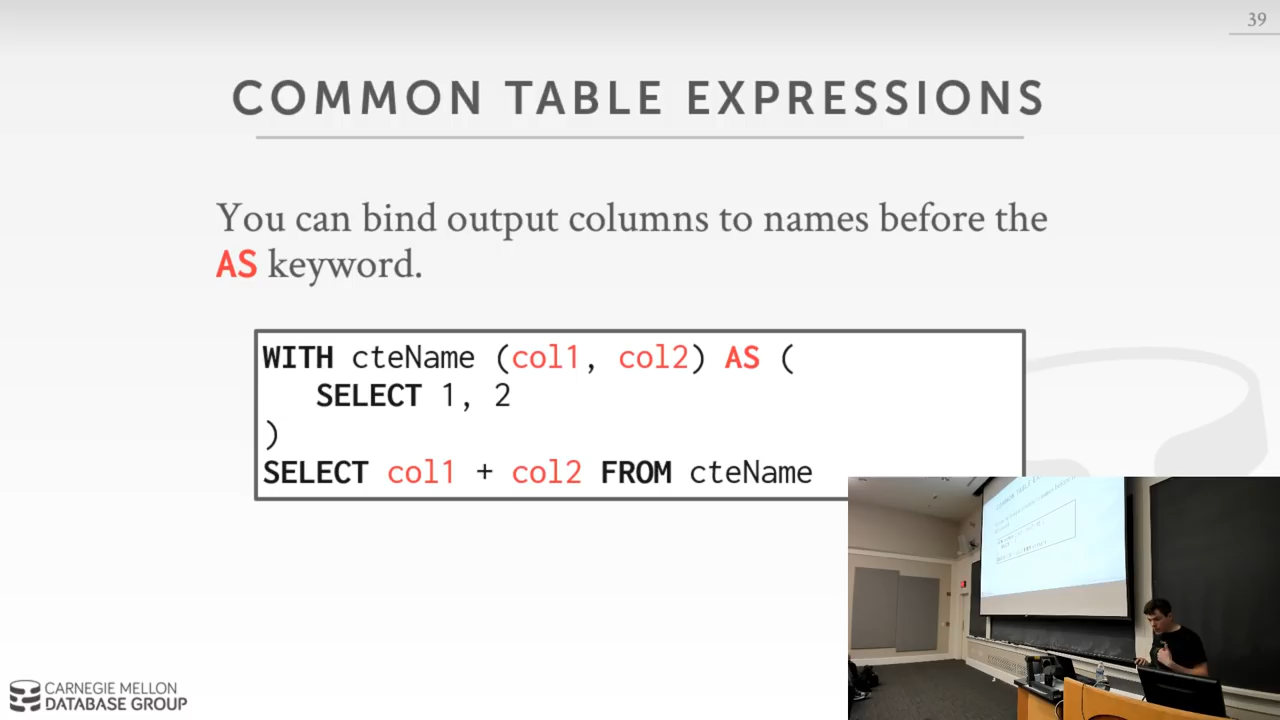 39
COMMON TABLE EXPRESSIONS
You can bind output columns to names before the
AS keyword.
WITH cteName (col1, col2) AS (
SELECT 1, 2
)
SELECT col1 + col2 FROM cteName
CARNEGIE MELLON
DATABASE GROUP